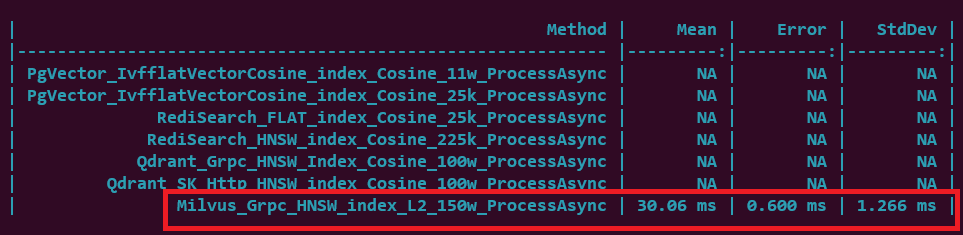 | Method | Mean | Error | StdDev |
|-------------------------------------------------------- |---------:|---------:|---------:|
| PgVector_IvfflatVectorCosine_index_Cosine_11w_ProcessAsync | NA | NA | NA |
| PgVector_IvfflatVectorCosine_index_Cosine_25k_ProcessAsync | NA | NA | NA |
| RediSearch_FLAT_index_Cosine_25k_ProcessAsync | NA | NA | NA |
| RediSearch_HNSW_index_Cosine_225k_ProcessAsync | NA | NA | NA |
| Qdrant_Grpc_HNSW_Index_Cosine_100w_ProcessAsync | NA | NA | NA |
| Qdrant_SK_Http_HNSW_index_Cosine_100w_ProcessAsync | NA | NA | NA |
| Milvus_Grpc_HNSW_index_L2_150w_ProcessAsync | 30.06 ms | 0.600 ms | 1.266 ms |